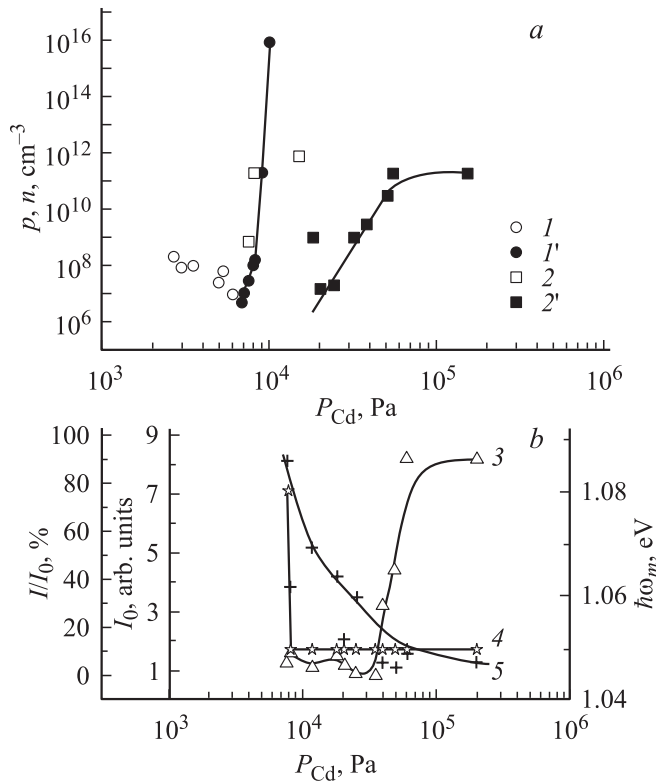 a
10¹⁶
10¹⁴
10¹²
10¹⁰
10⁸
10⁶
p, n, cm⁻³
1
1'
2
2'
10³ 10⁴ 10⁵ 10⁶
P_Cd, Pa
b
100
80
60
40
20
0
I/I₀, %
9
7
5
3
1
I₀, arb. units
3
4
5
1.08
1.06
1.04
ħω_m, eV
10³ 10⁴ 10⁵ 10⁶
P_Cd, Pa